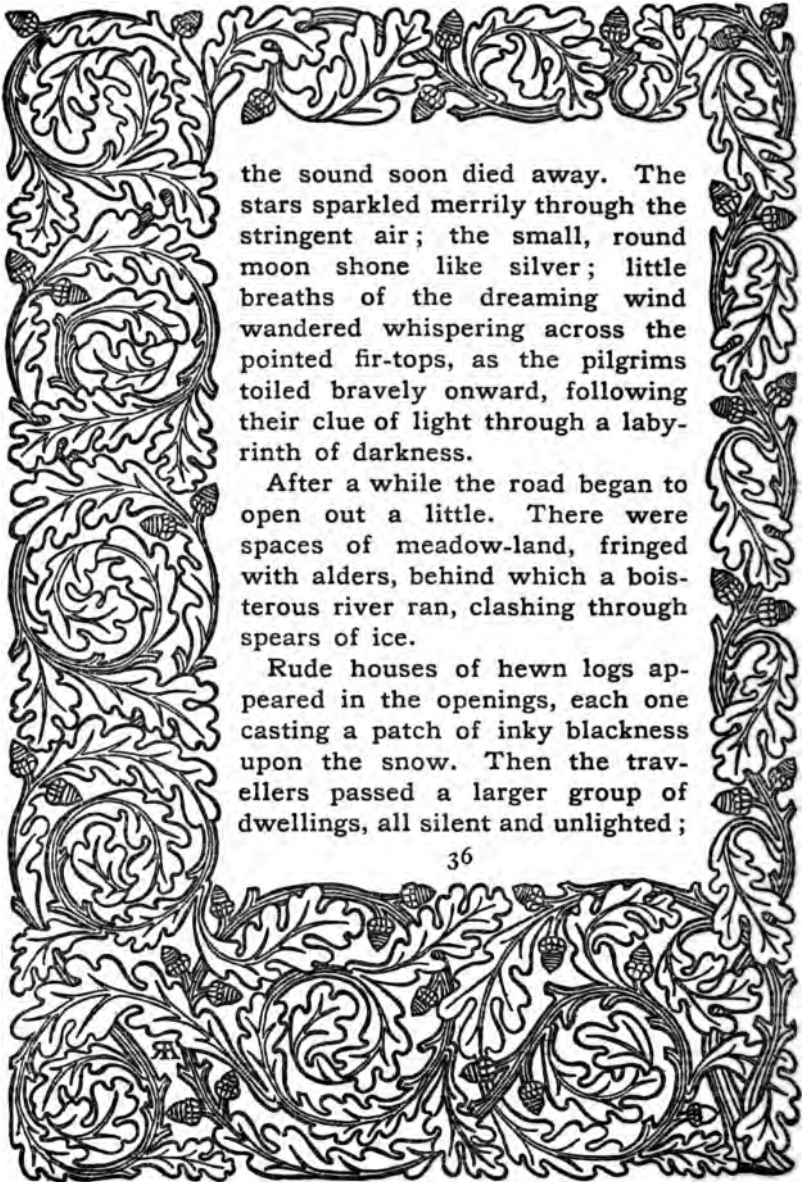 the sound soon died away. The
stars sparkled merrily through the
stringent air ; the small, round
moon shone like silver ; little
breaths of the dreaming wind
wandered whispering across the
pointed fir-tops, as the pilgrims
toiled bravely onward, following
their clue of light through a laby-
rinth of darkness.
After a while the road began to
open out a little. There were
spaces of meadow-land, fringed
with alders, behind which a bois-
terous river ran, clashing through
spears of ice.
Rude houses of hewn logs ap-
peared in the openings, each one
casting a patch of inky blackness
upon the snow. Then the trav-
ellers passed a larger group of
dwellings, all silent and unlighted ;
36